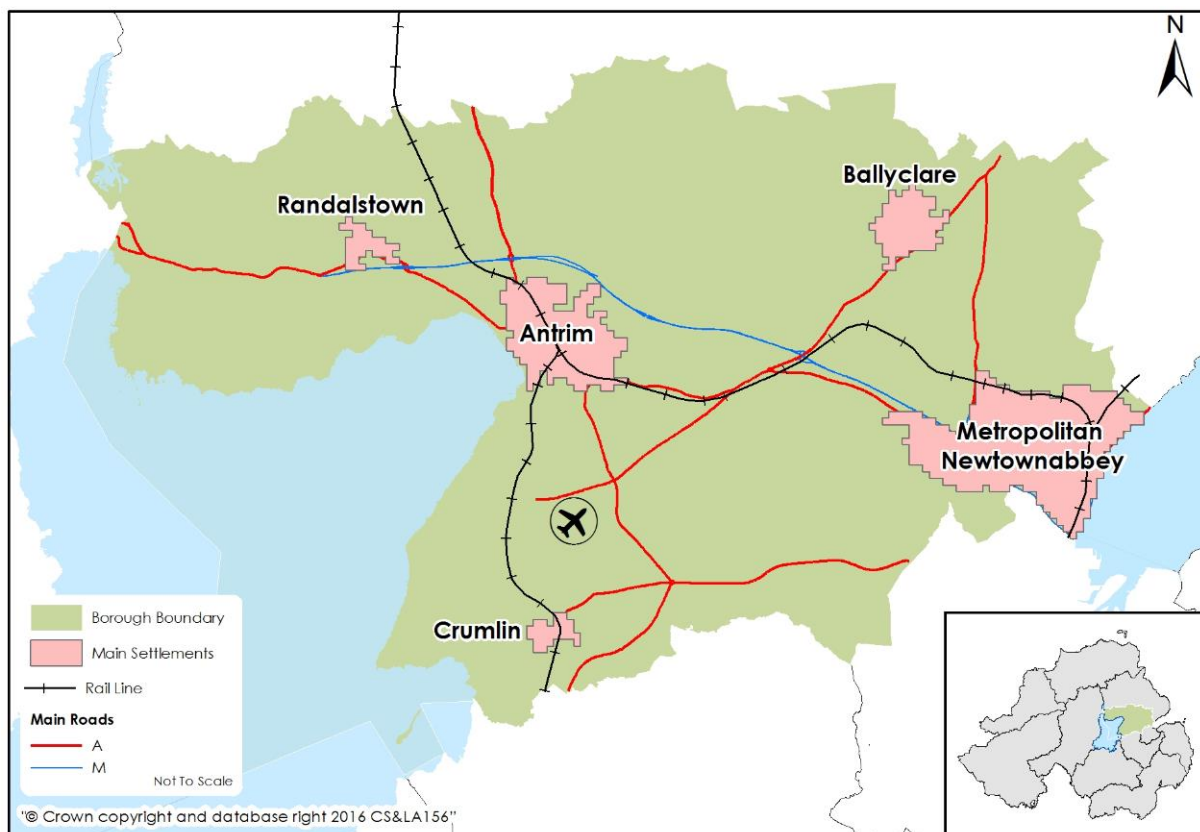 N
Ballyclare
Randalstown
Antrim
Metropolitan
Newtownabbey
Crumlin
Borough Boundary
Main Settlements
Rail Line
Main Roads
A
M
Not To Scale
"© Crown copyright and database right 2016 CS&LA156"